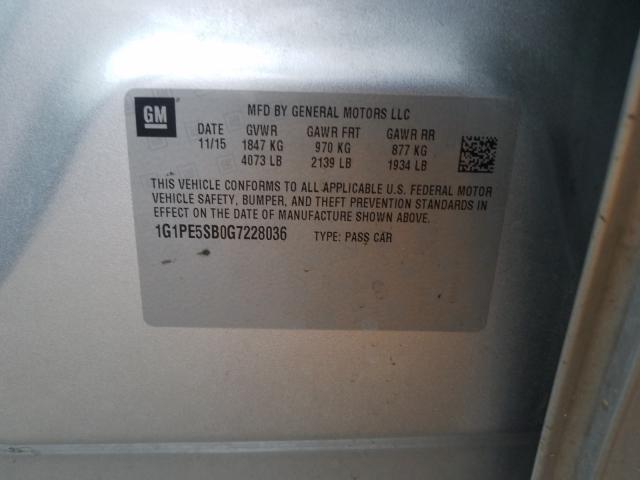 GM
MFD BY GENERAL MOTORS LLC
DATE GVWR GAWR FRT GAWR RR
11/15 1847 KG 970 KG 877 KG
4073 LB 2139 LB 1934 LB
THIS VEHICLE CONFORMS TO ALL APPLICABLE U.S. FEDERAL MOTOR
VEHICLE SAFETY, BUMPER, AND THEFT PREVENTION STANDARDS IN
EFFECT ON THE DATE OF MANUFACTURE SHOWN ABOVE.
1G1PE5SB0G7228036 TYPE: PASS CAR